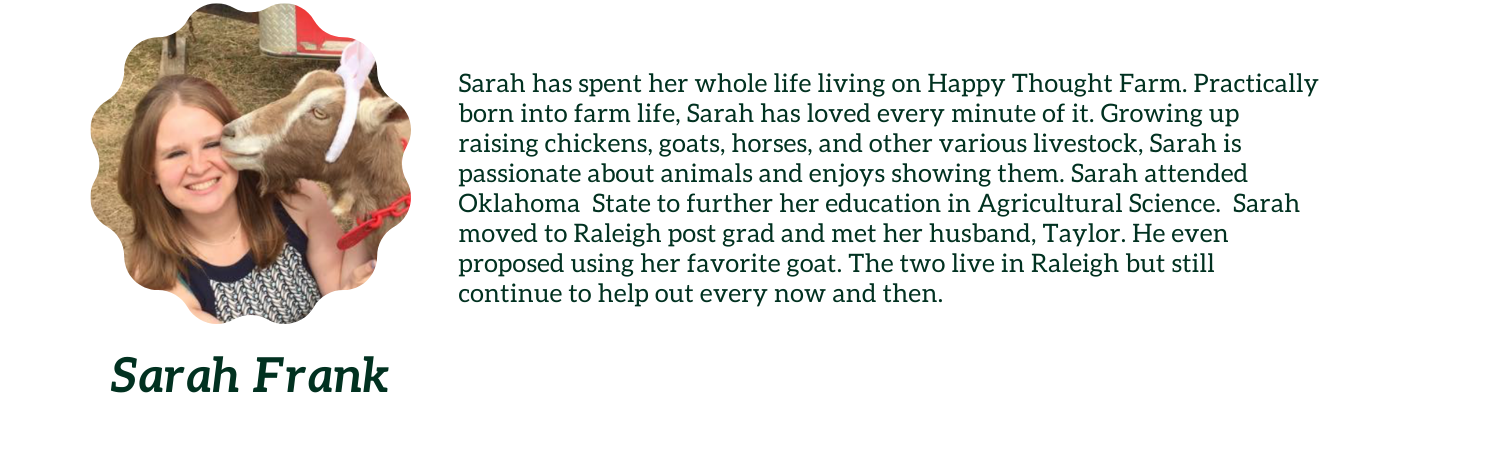 Sarah has spent her whole life living on Happy Thought Farm. Practically
born into farm life, Sarah has loved every minute of it. Growing up
raising chickens, goats, horses, and other various livestock, Sarah is
passionate about animals and enjoys showing them. Sarah attended
Oklahoma  State to further her education in Agricultural Science.  Sarah
moved to Raleigh post grad and met her husband, Taylor. He even
proposed using her favorite goat. The two live in Raleigh but still
continue to help out every now and then.
Sarah Frank